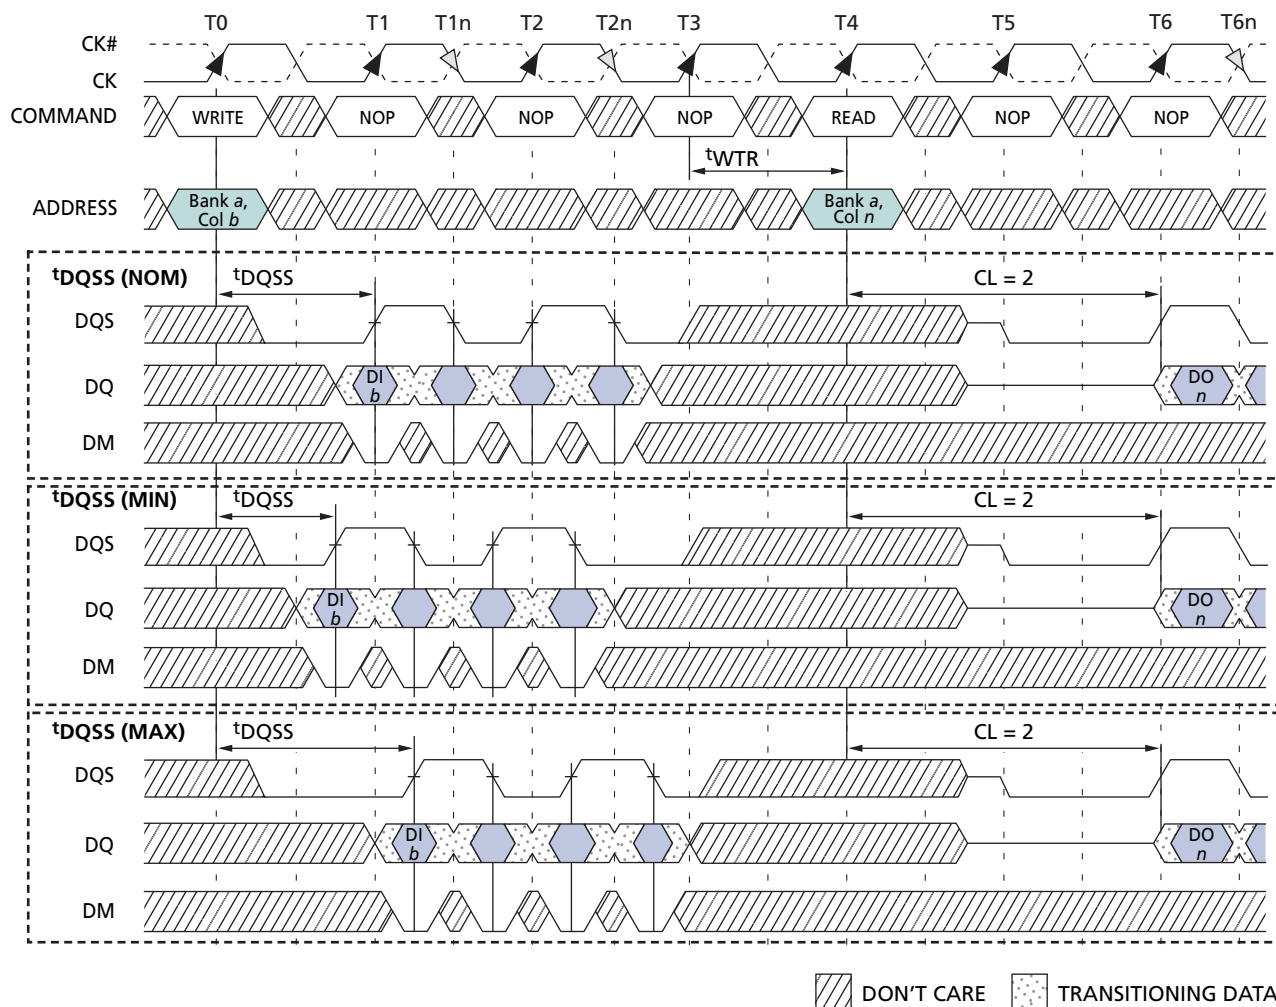 T0 T1 T1n T2 T2n T3 T4 T5 T6 T6n
CK#
CK
COMMAND WRITE NOP NOP NOP READ NOP NOP
tWTR
ADDRESS Bank a, Col b Bank a, Col n
tDQSS (NOM) tDQSS CL = 2
DQS
DQ DI b DO n
DM
tDQSS (MIN) tDQSS CL = 2
DQS
DQ DI b DO n
DM
tDQSS (MAX) tDQSS CL = 2
DQS
DQ DI b DO n
DM
DON'T CARE TRANSITIONING DATA